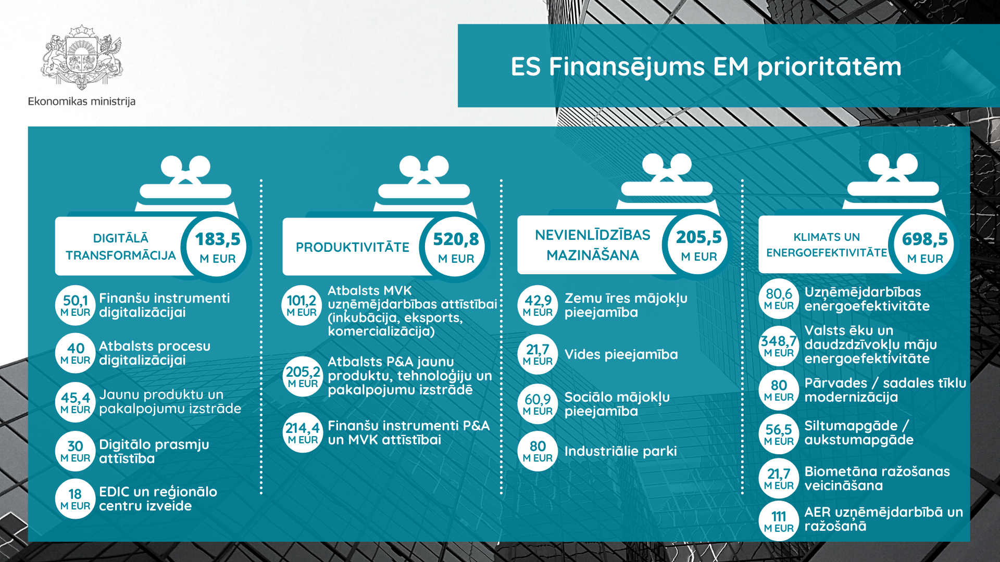 Ekonomikas ministrija
ES Finansējums EM prioritātēm
DIGITĀLĀ
TRANSFORMĀCIJA
183,5
M EUR
50,1
M EUR
Finanšu instrumenti
digitalizācijai
40
M EUR
Atbalsts procesu
digitalizācijai
45,4
M EUR
Jaunu produktu un
pakalpojumu izstrāde
30
M EUR
Digitālo prasmju
attīstība
18
M EUR
EDIC un reģionālo
centru izveide
PRODUKTIVITĀTE
520,8
M EUR
101,2
M EUR
Atbalsts MVK
uzņēmējdarbības attīstībai
(inkubācija, eksports,
komercializācija)
205,2
M EUR
Atbalsts P&A jaunu
produktu, tehnoloģiju un
pakalpojumu izstrādē
214,4
M EUR
Finanšu instrumenti P&A
un MVK attīstībai
NEVIENLĪDZĪBAS
MAZINĀŠANA
205,5
M EUR
42,9
M EUR
Zemu īres mājokļu
pieejamība
21,7
M EUR
Vides pieejamība
60,9
M EUR
Sociālo mājokļu
pieejamība
80
M EUR
Industriālie parki
KLIMATS UN
ENERGOEFEKTIVITĀTE
698,5
M EUR
80,6
M EUR
Uzņēmējdarbības
energoefektivitāte
348,7
M EUR
Valsts ēku un
daudzdzīvokļu māju
energoefektivitāte
80
M EUR
Pārvades / sadales tīklu
modernizācija
56,5
M EUR
Siltumapgāde /
aukstumapgāde
21,7
M EUR
Biometāna ražošanas
veicināšana
111
M EUR
AER uzņēmējdarbībā un
ražošanā